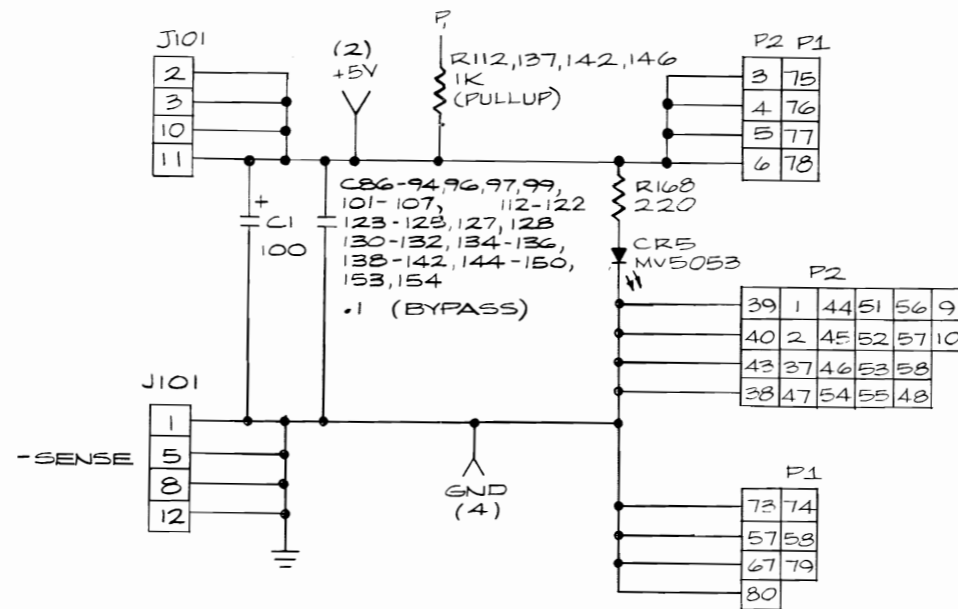 J101
2
3
10
11
(2)
+5V
P,
R112,137,142,146
1K
(PULLUP)
P2 P1
3 75
4 76
5 77
6 78
+
C1
100
C86-94,96,97,99,
101-107, 112-122
123-125,127,128
130-132,134-136,
138-142,144-150,
153,154
.1 (BYPASS)
R168
220
CR5
MV5053
P2
39 1 44 51 56 9
40 2 45 52 57 10
43 37 46 53 58
38 47 54 55 48
J101
-SENSE
1
5
8
12
GND
(4)
P1
73 74
57 58
67 79
80